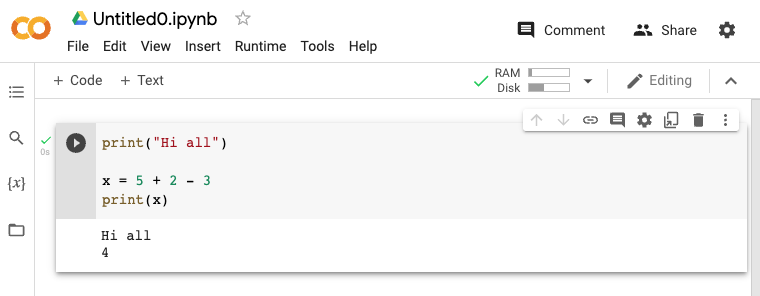 Untitled0.ipynb
File Edit View Insert Runtime Tools Help
Comment
Share
+ Code + Text
RAM
Disk
Editing
{x}
0s
print("Hi all")
x = 5 + 2 - 3
print(x)
Hi all
4